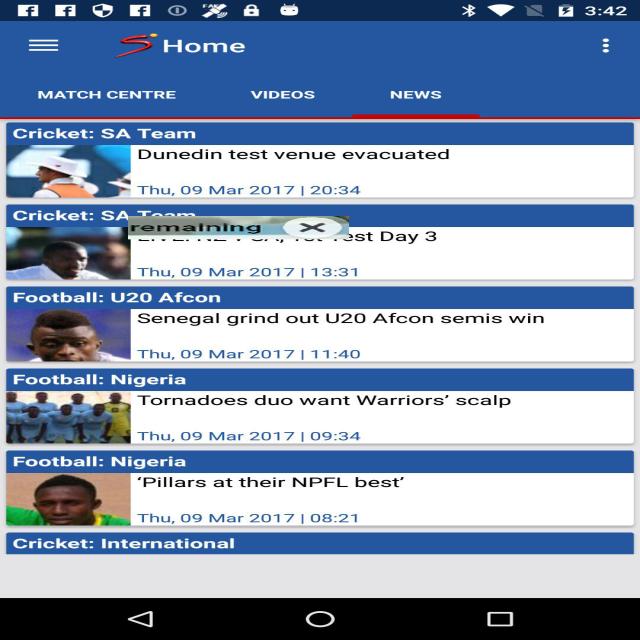 3:42
Home
MATCH CENTRE VIDEOS NEWS
Cricket: SA Team
Dunedin test venue evacuated
Thu, 09 Mar 2017 | 20:34
Cricket: SA Team
remaining
Test Day 3
Thu, 09 Mar 2017 | 13:31
Football: U20 Afcon
Senegal grind out U20 Afcon semis win
Thu, 09 Mar 2017 | 11:40
Football: Nigeria
Tornadoes duo want Warriors’ scalp
Thu, 09 Mar 2017 | 09:34
Football: Nigeria
‘Pillars at their NPFL best’
Thu, 09 Mar 2017 | 08:21
Cricket: International